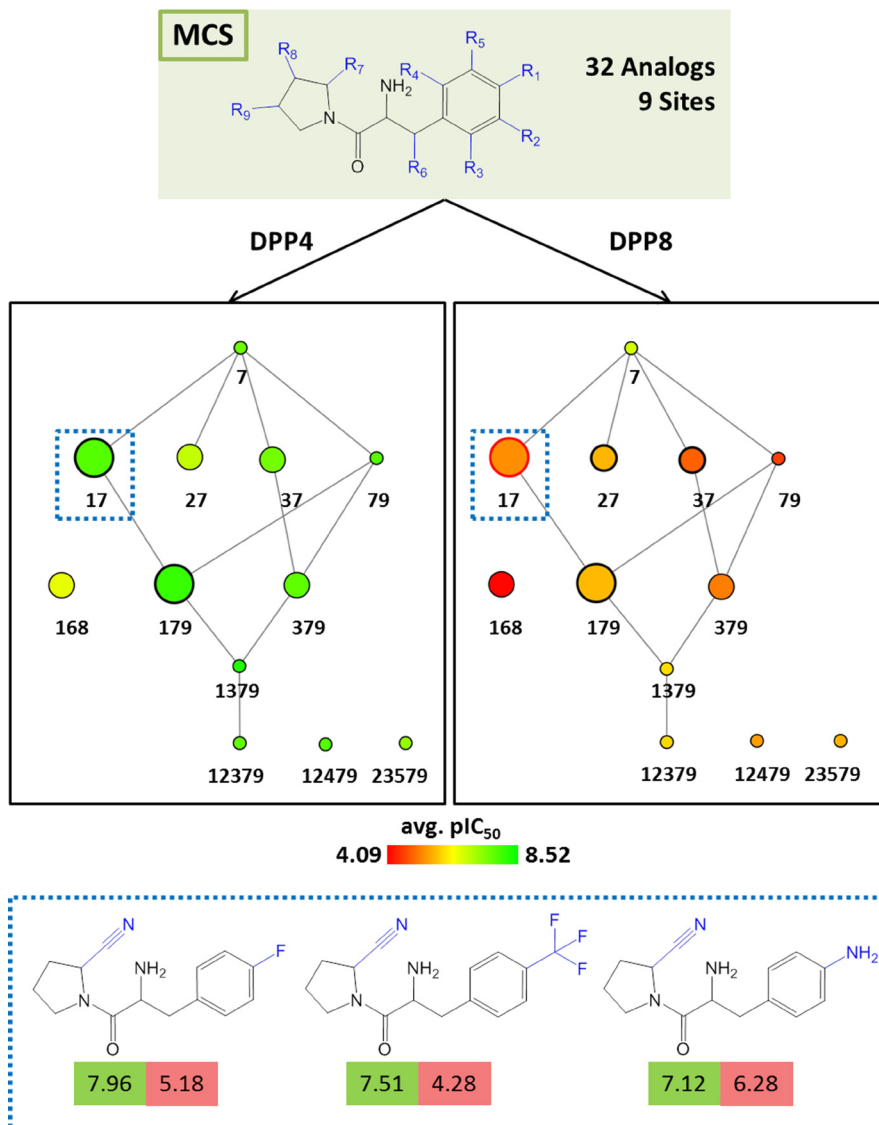 MCS
32 Analogs
9 Sites
R8
R7
R9
N
O
NH2
R6
R4
R5
R1
R2
R3
DPP4
DPP8
7
17
27
37
79
168
179
379
1379
12379
12479
23579
7
17
27
37
79
168
179
379
1379
12379
12479
23579
avg. pIC50
4.09
8.52
N
NH2
F
N
O
7.96 5.18
N
NH2
F
F
F
N
O
7.51 4.28
N
NH2
NH2
N
O
7.12 6.28